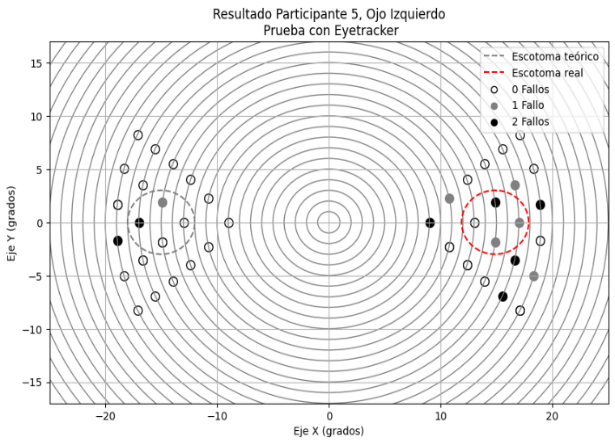 Resultado Participante 5, Ojo Izquierdo
Prueba con Eyetracker
Escotoma teórico
Escotoma real
0 Fallos
1 Fallo
2 Fallos
Eje Y (grados)
15
10
5
0
−5
−10
−15
−20
−10
0
10
20
Eje X (grados)